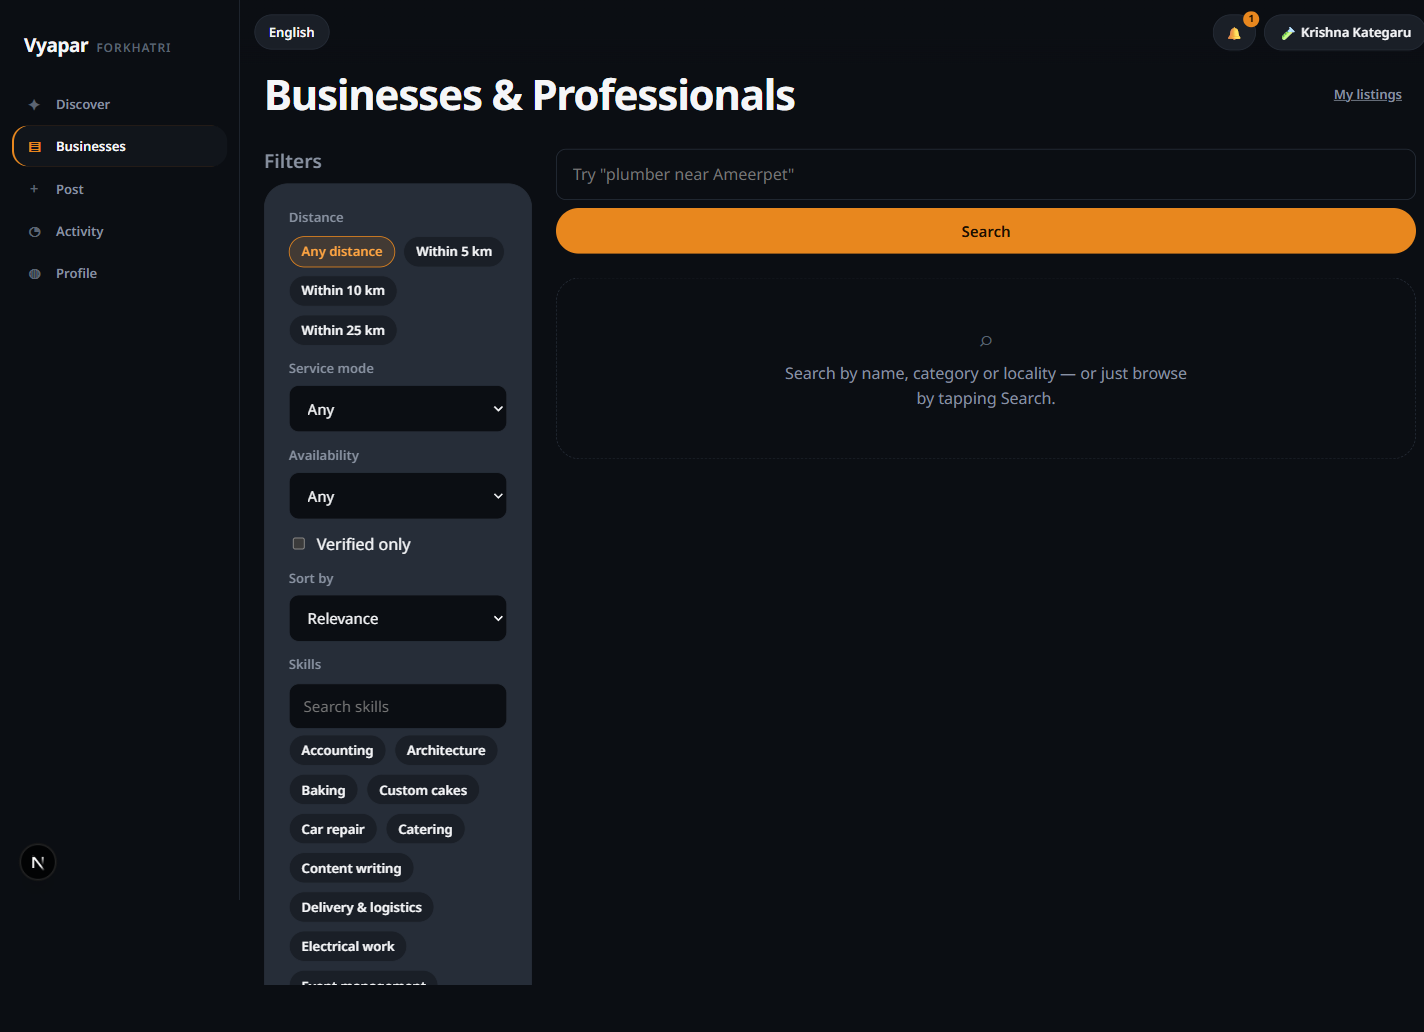 Vyapar FORKHATRI
Discover
Businesses
Post
Activity
Profile
N
English
1
Krishna Kategaru
Businesses & Professionals
My listings
Filters
Distance
Any distance
Within 5 km
Within 10 km
Within 25 km
Service mode
Any
Availability
Any
Verified only
Sort by
Relevance
Skills
Search skills
Accounting
Architecture
Baking
Custom cakes
Car repair
Catering
Content writing
Delivery & logistics
Electrical work
Event management
Try "plumber near Ameerpet"
Search
Search by name, category or locality — or just browse
by tapping Search.